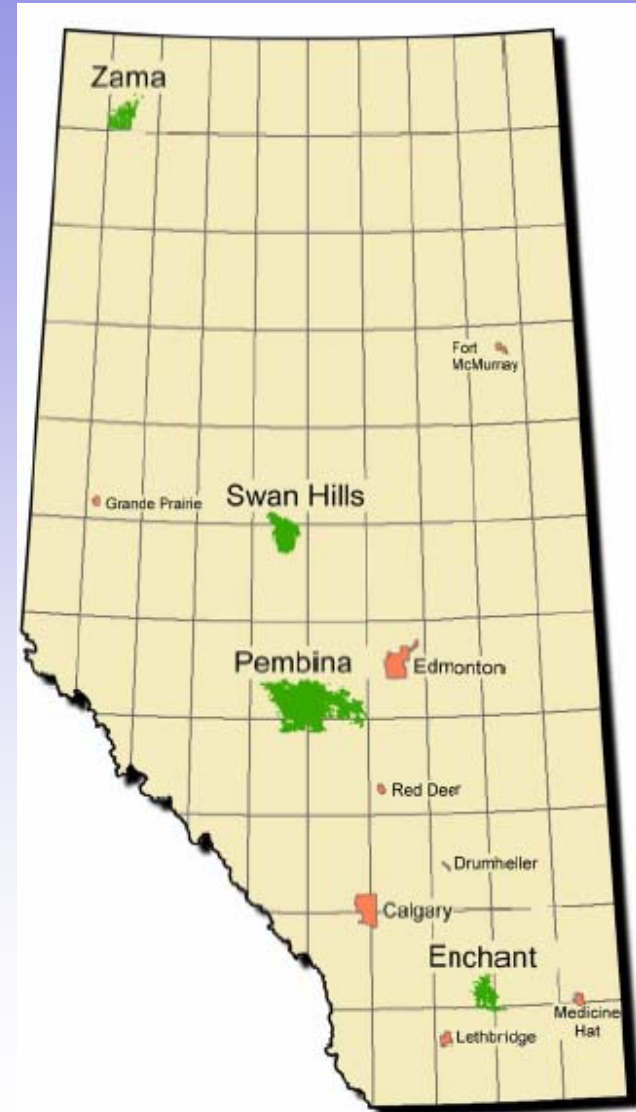 Zama
Fort
McMurray
Swan Hills
Grande Prairie
Pembina
Edmonton
Red Deer
Drumheller
Calgary
Enchant
Medicine
Hat
Lethbridge